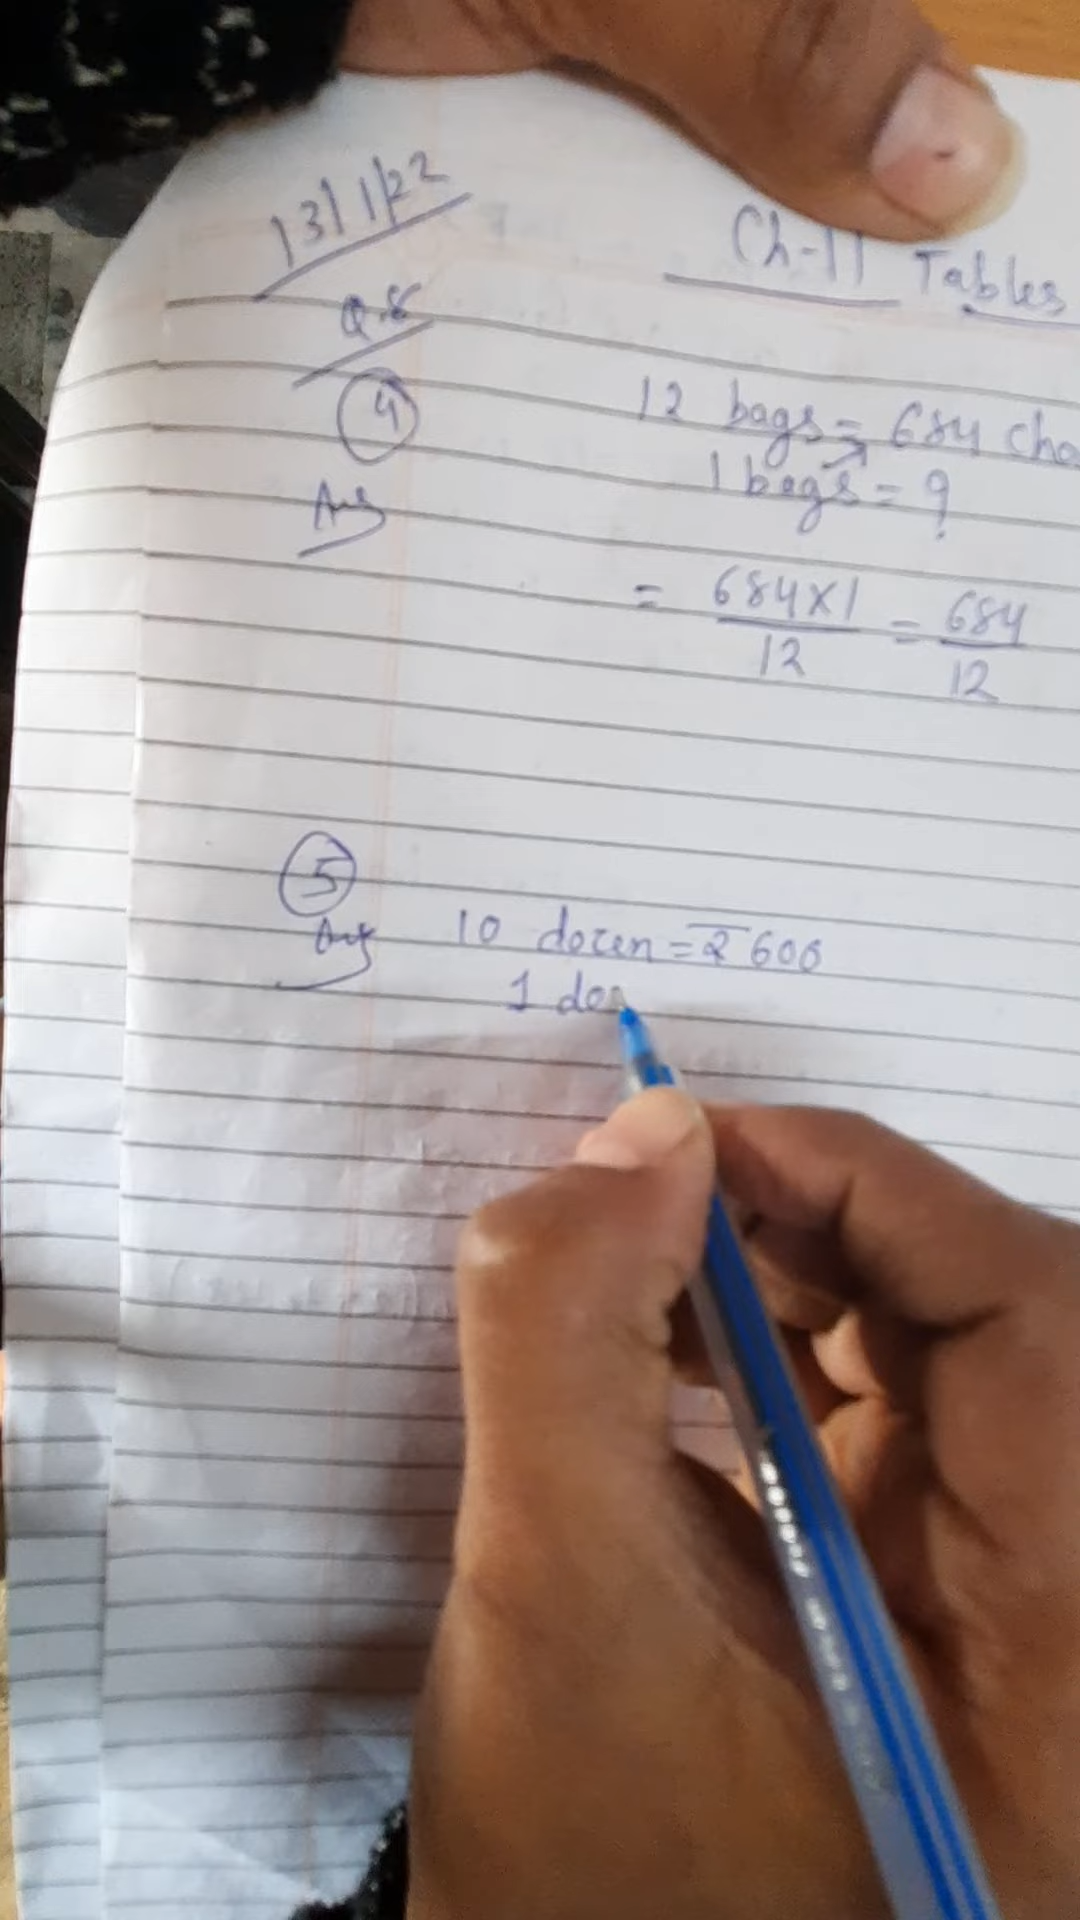 13/1/22
Ch-11 Tables
Q.8
4
12 bags = 684 Cho
1 bags = ?
Ans
= 684×1/12 = 684/12
5
Ans 10 dozen = ₹ 600
1 do